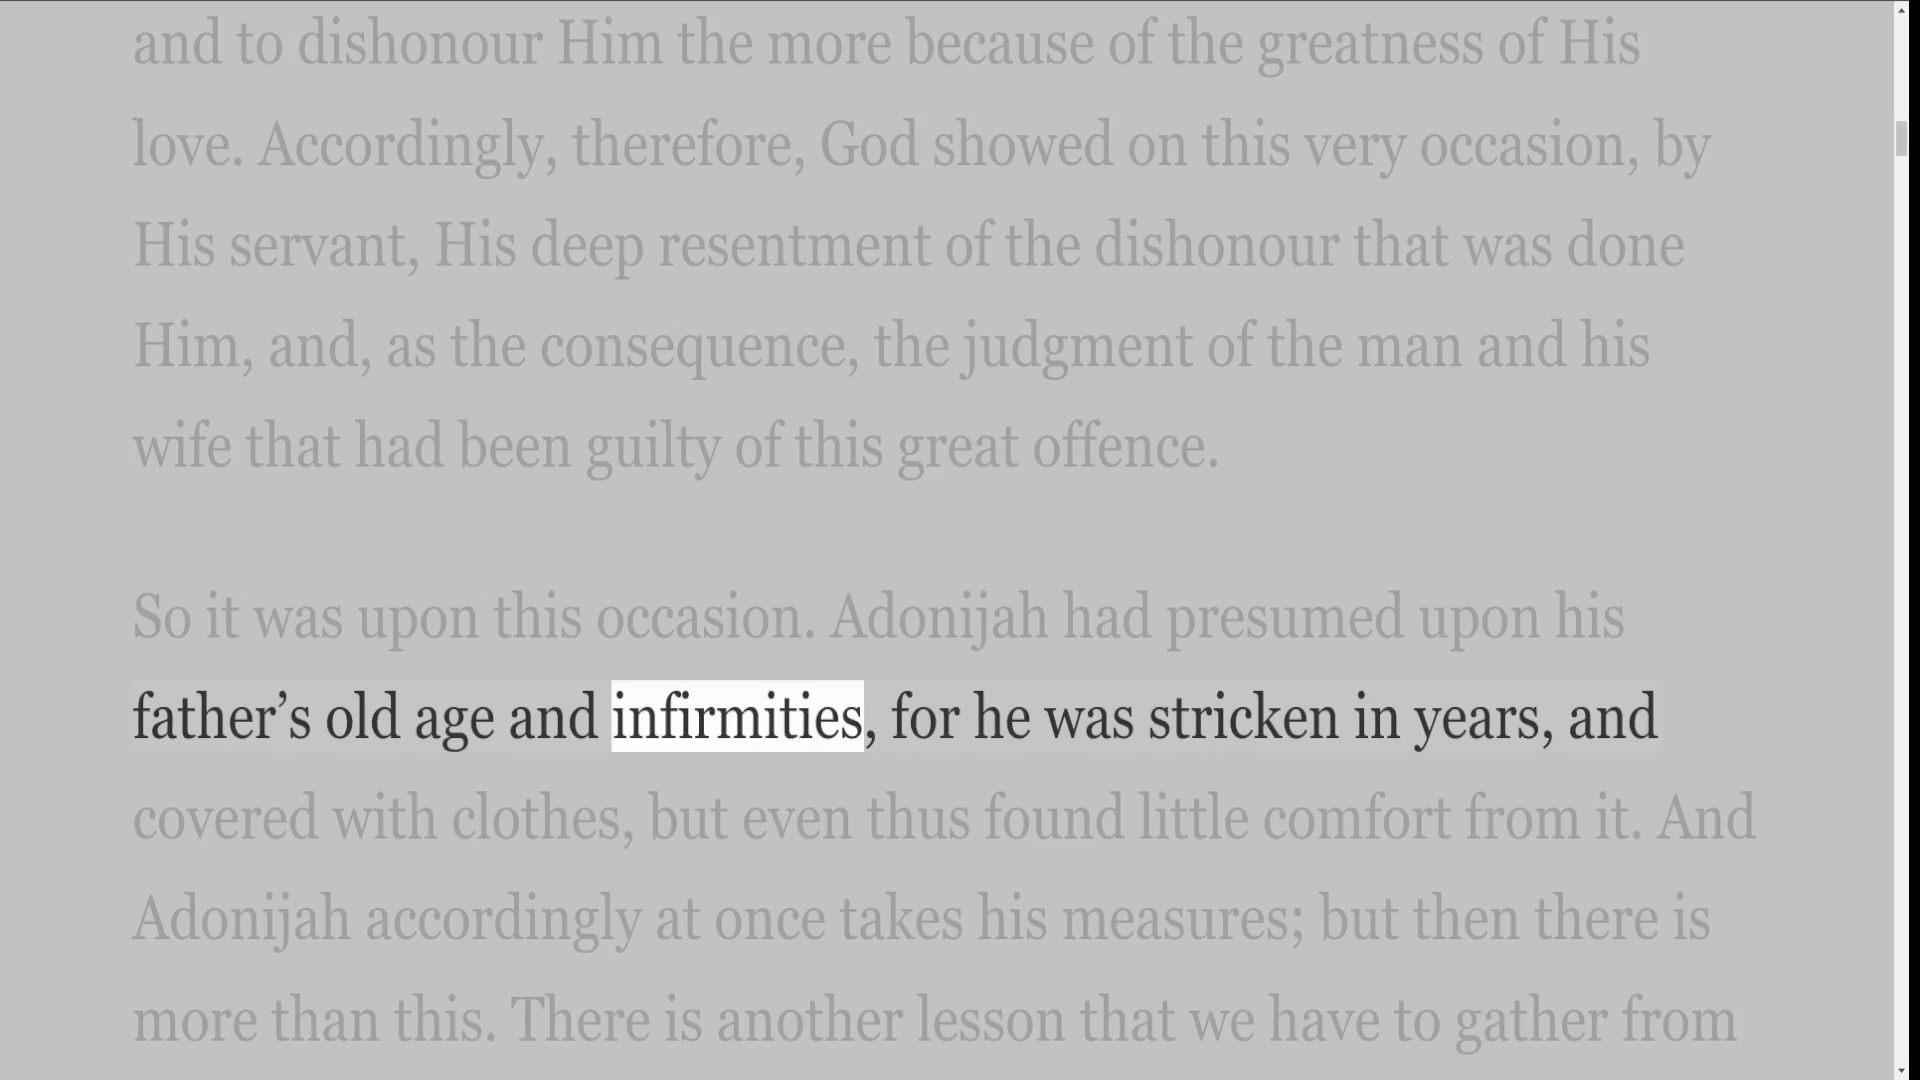 and to dishonour Him the more because of the greatness of His
love. Accordingly, therefore, God showed on this very occasion, by
His servant, His deep resentment of the dishonour that was done
Him, and, as the consequence, the judgment of the man and his
wife that had been guilty of this great offence.
So it was upon this occasion. Adonijah had presumed upon his
father’s old age and infirmities, for he was stricken in years, and
covered with clothes, but even thus found little comfort from it. And
Adonijah accordingly at once takes his measures; but then there is
more than this. There is another lesson that we have to gather from